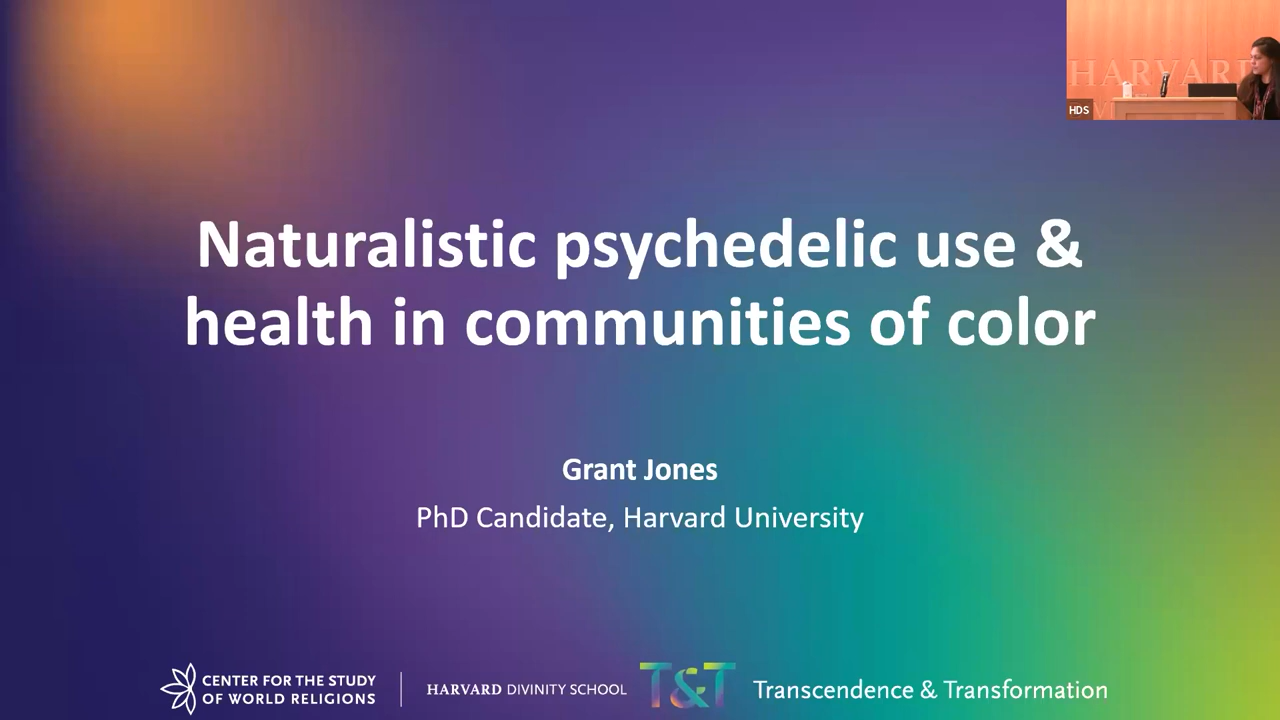 HARVAR
HDS
Naturalistic psychedelic use &
health in communities of color
Grant Jones
PhD Candidate, Harvard University
CENTER FOR THE STUDY
OF WORLD RELIGIONS
HARVARD DIVINITY SCHOOL
T&T
Transcendence & Transformation